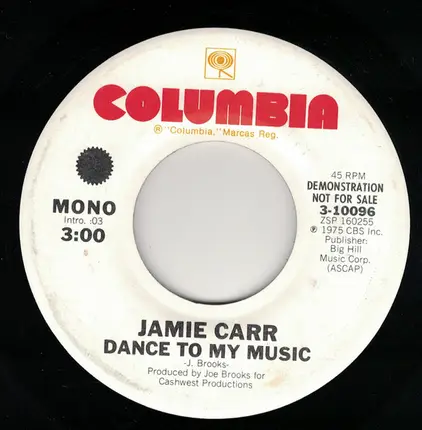 COLUMBIA
® "Columbia," Marcas Reg.
MONO
Intro. :03
3:00
45 RPM
DEMONSTRATION
NOT FOR SALE
3-10096
ZSP 160255
℗ 1975 CBS Inc.
Publisher:
Big Hill
Music Corp.
(ASCAP)
JAMIE CARR
DANCE TO MY MUSIC
-J. Brooks-
Produced by Joe Brooks for
Cashwest Productions